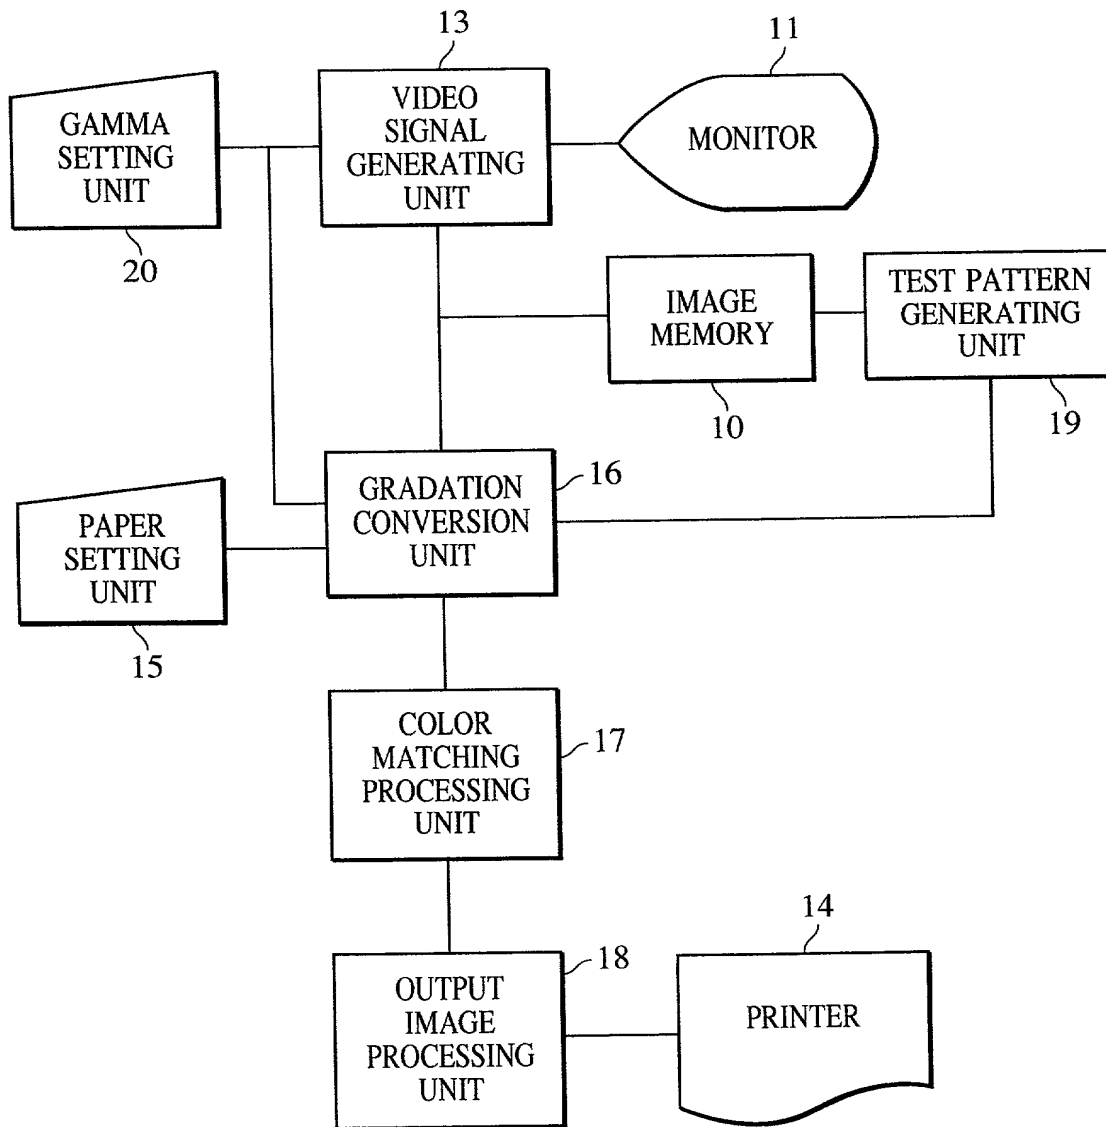 13
11
GAMMA
SETTING
UNIT
20
VIDEO
SIGNAL
GENERATING
UNIT
MONITOR
IMAGE
MEMORY
10
TEST PATTERN
GENERATING
UNIT
19
GRADATION
CONVERSION
UNIT
16
PAPER
SETTING
UNIT
15
COLOR
MATCHING
PROCESSING
UNIT
17
OUTPUT
IMAGE
PROCESSING
UNIT
18
14
PRINTER